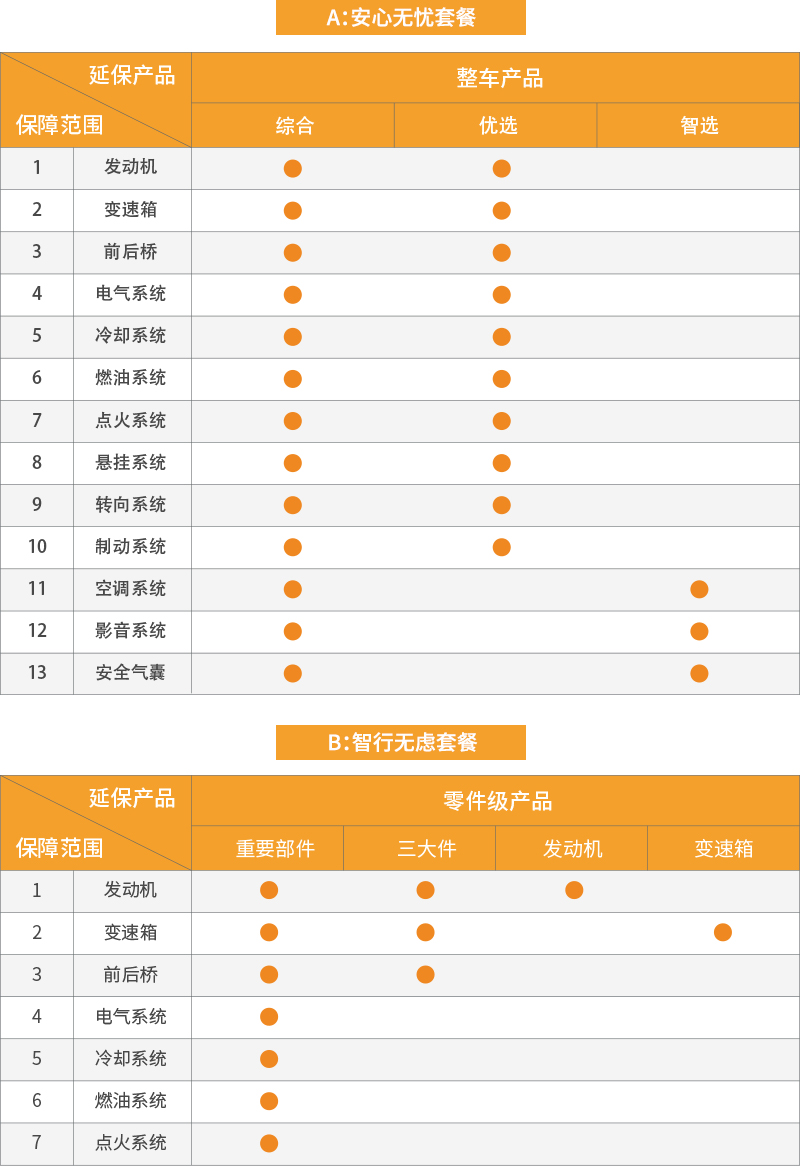 A:安心无忧套餐
延保产品
保障范围
整车产品
综合 优选 智选
1 发动机
2 变速箱
3 前后桥
4 电气系统
5 冷却系统
6 燃油系统
7 点火系统
8 悬挂系统
9 转向系统
10 制动系统
11 空调系统
12 影音系统
13 安全气囊
B:智行无虑套餐
延保产品
保障范围
零件级产品
重要部件 三大件 发动机 变速箱
1 发动机
2 变速箱
3 前后桥
4 电气系统
5 冷却系统
6 燃油系统
7 点火系统